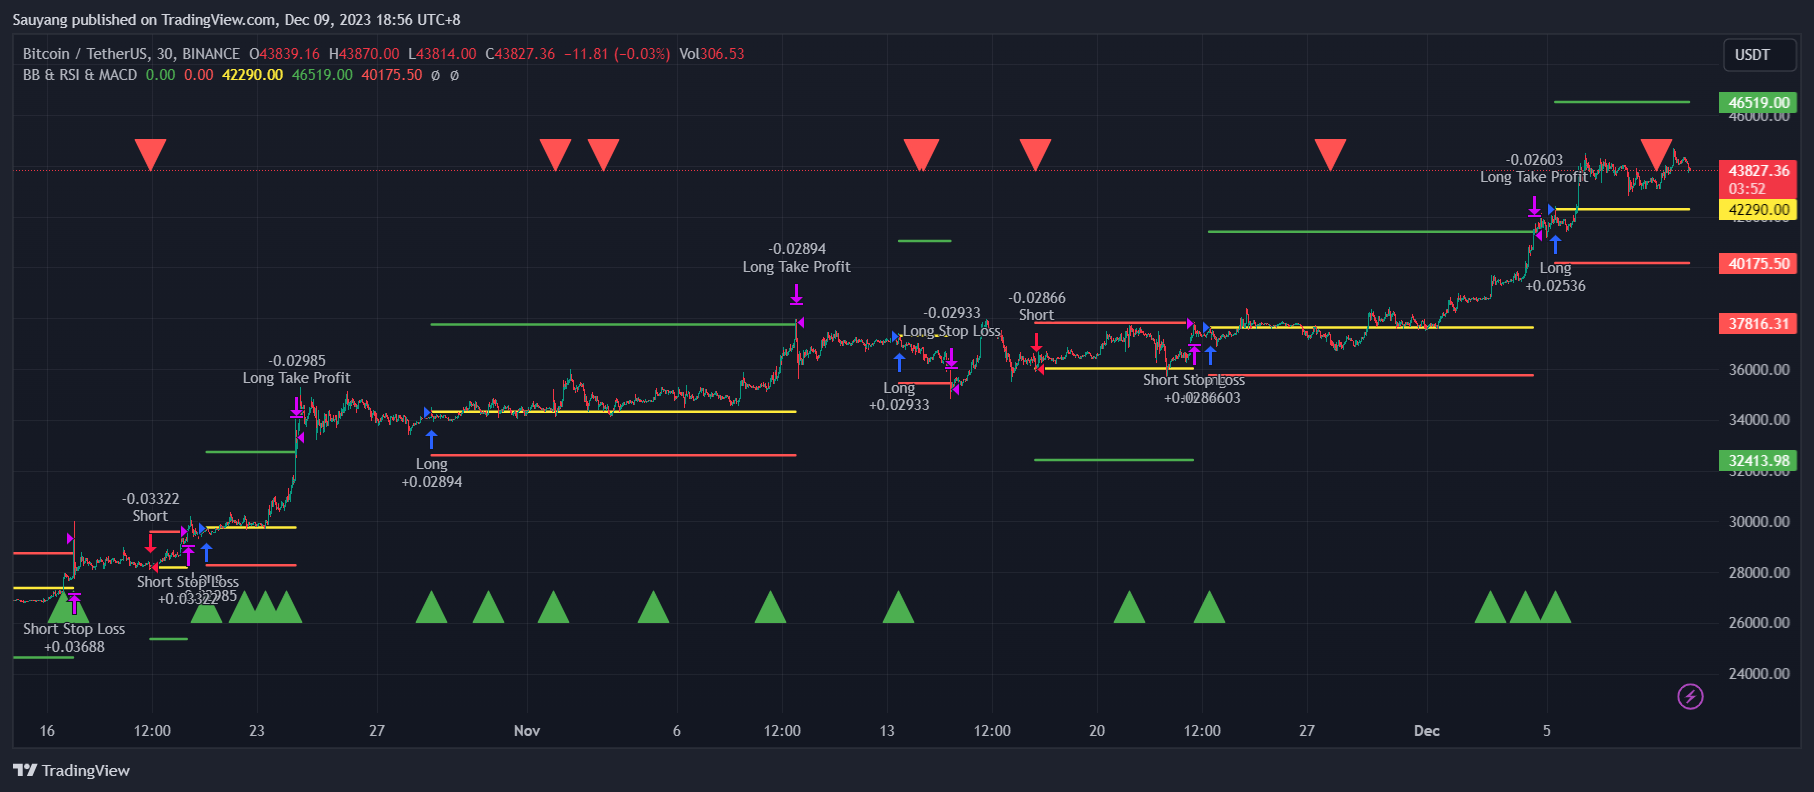 Sauyang published on TradingView.com, Dec 09, 2023 18:56 UTC+8
Bitcoin / TetherUS, 30, BINANCE O43839.16 H43870.00 L43814.00 C43827.36 −11.81 (−0.03%) Vol306.53
BB & RSI & MACD 0.00 0.00 42290.00 46519.00 40175.50 ø ø
USDT
46519.00
46000.00
43827.36
03:52
42290.00
40175.50
37816.31
36000.00
34000.00
32413.98
32000.00
30000.00
28000.00
26000.00
24000.00
-0.02603
Long Take Profit
Long
+0.02536
-0.02894
Long Take Profit
-0.02933
Long Stop Loss
Long
+0.02933
-0.02866
Short
Short Stop Loss
-0.02985
Long Take Profit
Long
+0.02894
-0.03322
Short
Short Stop Loss
Long
+0.03322
Short Stop Loss
+0.03688
16
12:00
23
27
Nov
6
12:00
13
12:00
20
12:00
27
Dec
5
TradingView